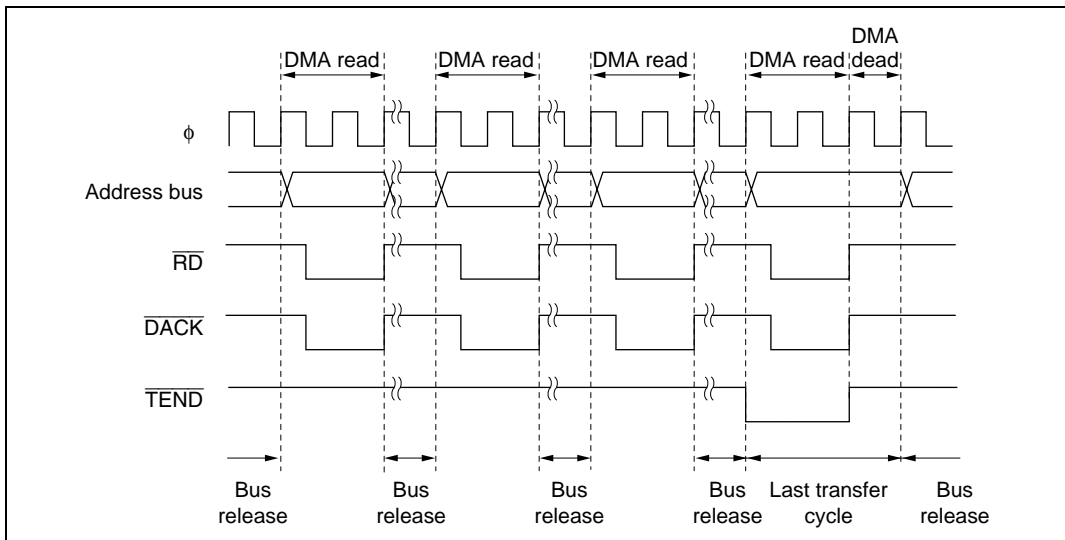 DMA
dead
DMA read DMA read DMA read DMA read
φ
Address bus
RD
DACK
TEND
Bus release
Bus release
Bus release
Bus release
Last transfer cycle
Bus release